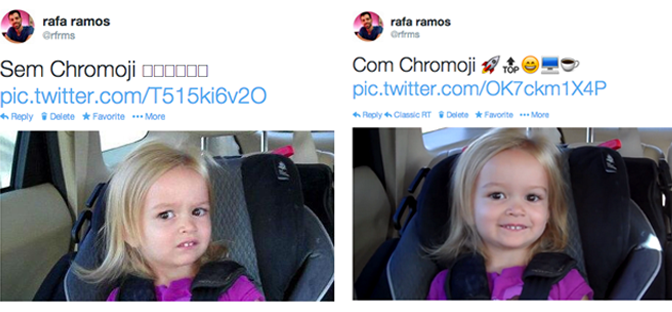 rafa ramos
@rfrms
Sem Chromoji □□□□□□
pic.twitter.com/T515ki6v2O
Reply Delete Favorite More
rafa ramos
@rfrms
Com Chromoji 🚀🔝😄💻☕
pic.twitter.com/OK7ckm1X4P
Reply Classic RT Delete Favorite More